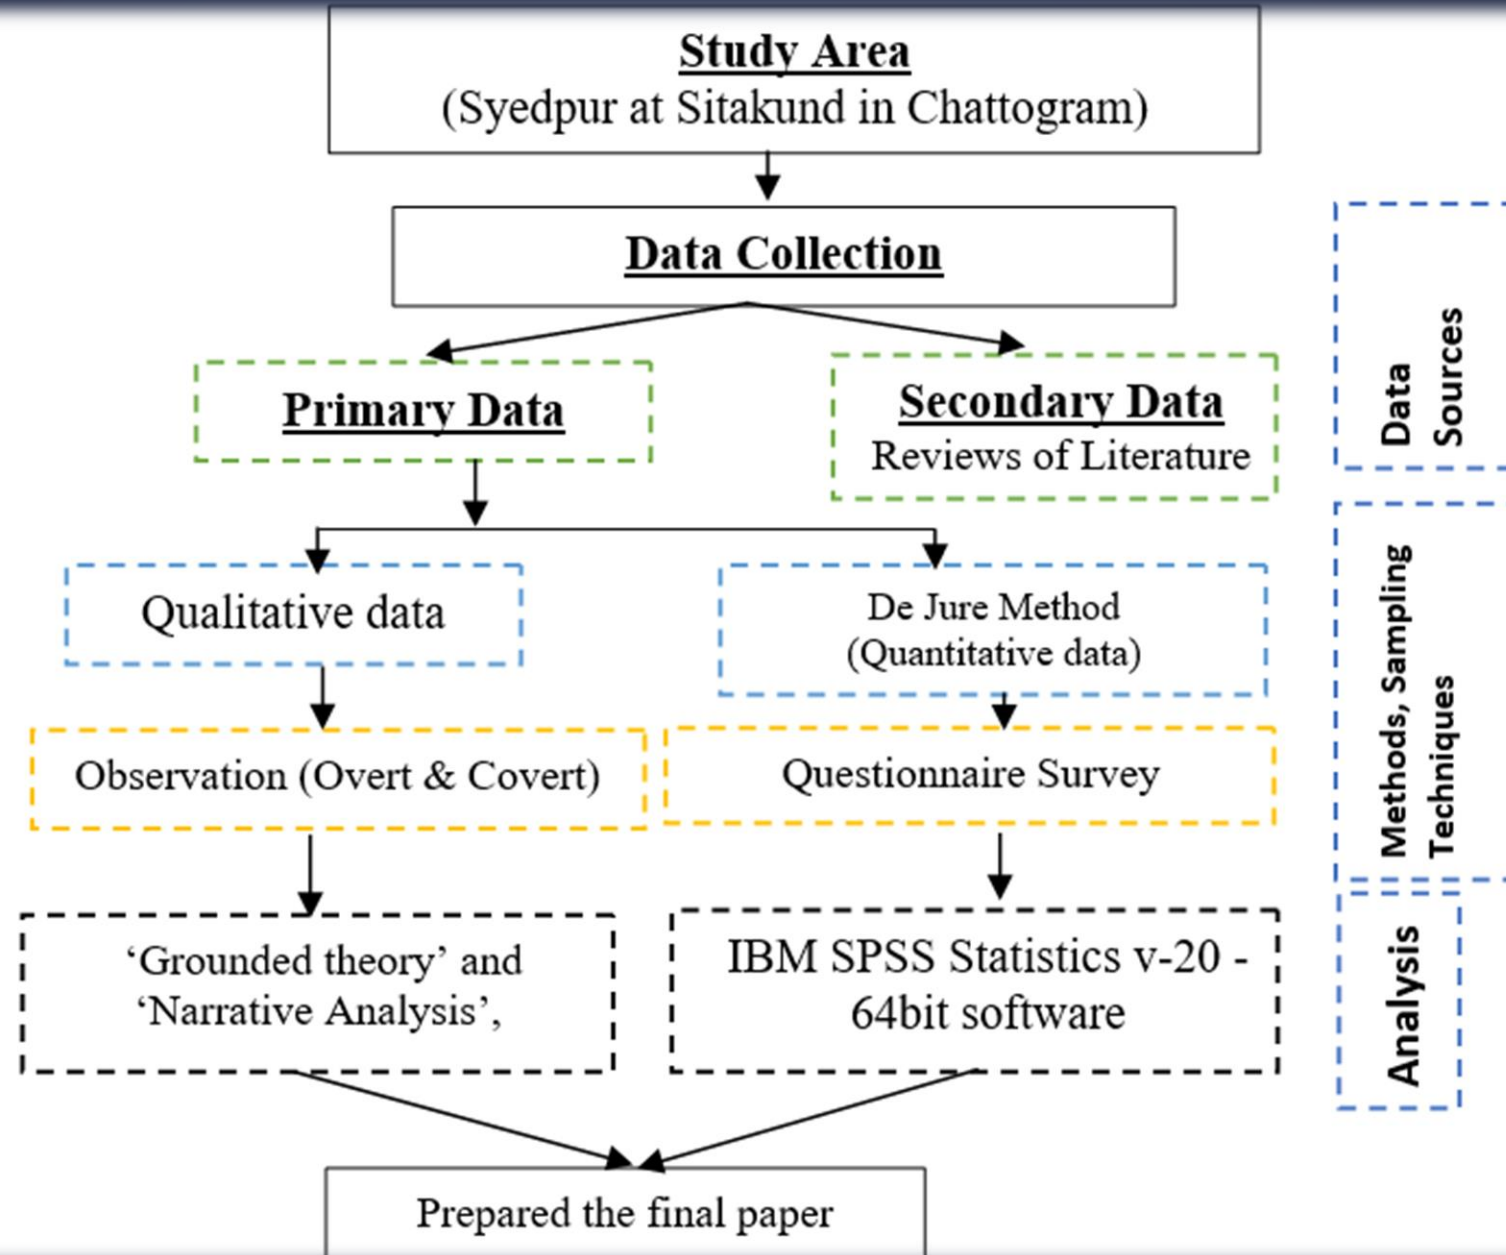 Study Area
(Syedpur at Sitakund in Chattogram)
Data Collection
Primary Data
Secondary Data
Reviews of Literature
Data
Sources
Qualitative data
De Jure Method
(Quantitative data)
Methods, Sampling
Techniques
Observation (Overt & Covert)
Questionnaire Survey
‘Grounded theory’ and
‘Narrative Analysis’,
IBM SPSS Statistics v-20 -
64bit software
Analysis
Prepared the final paper